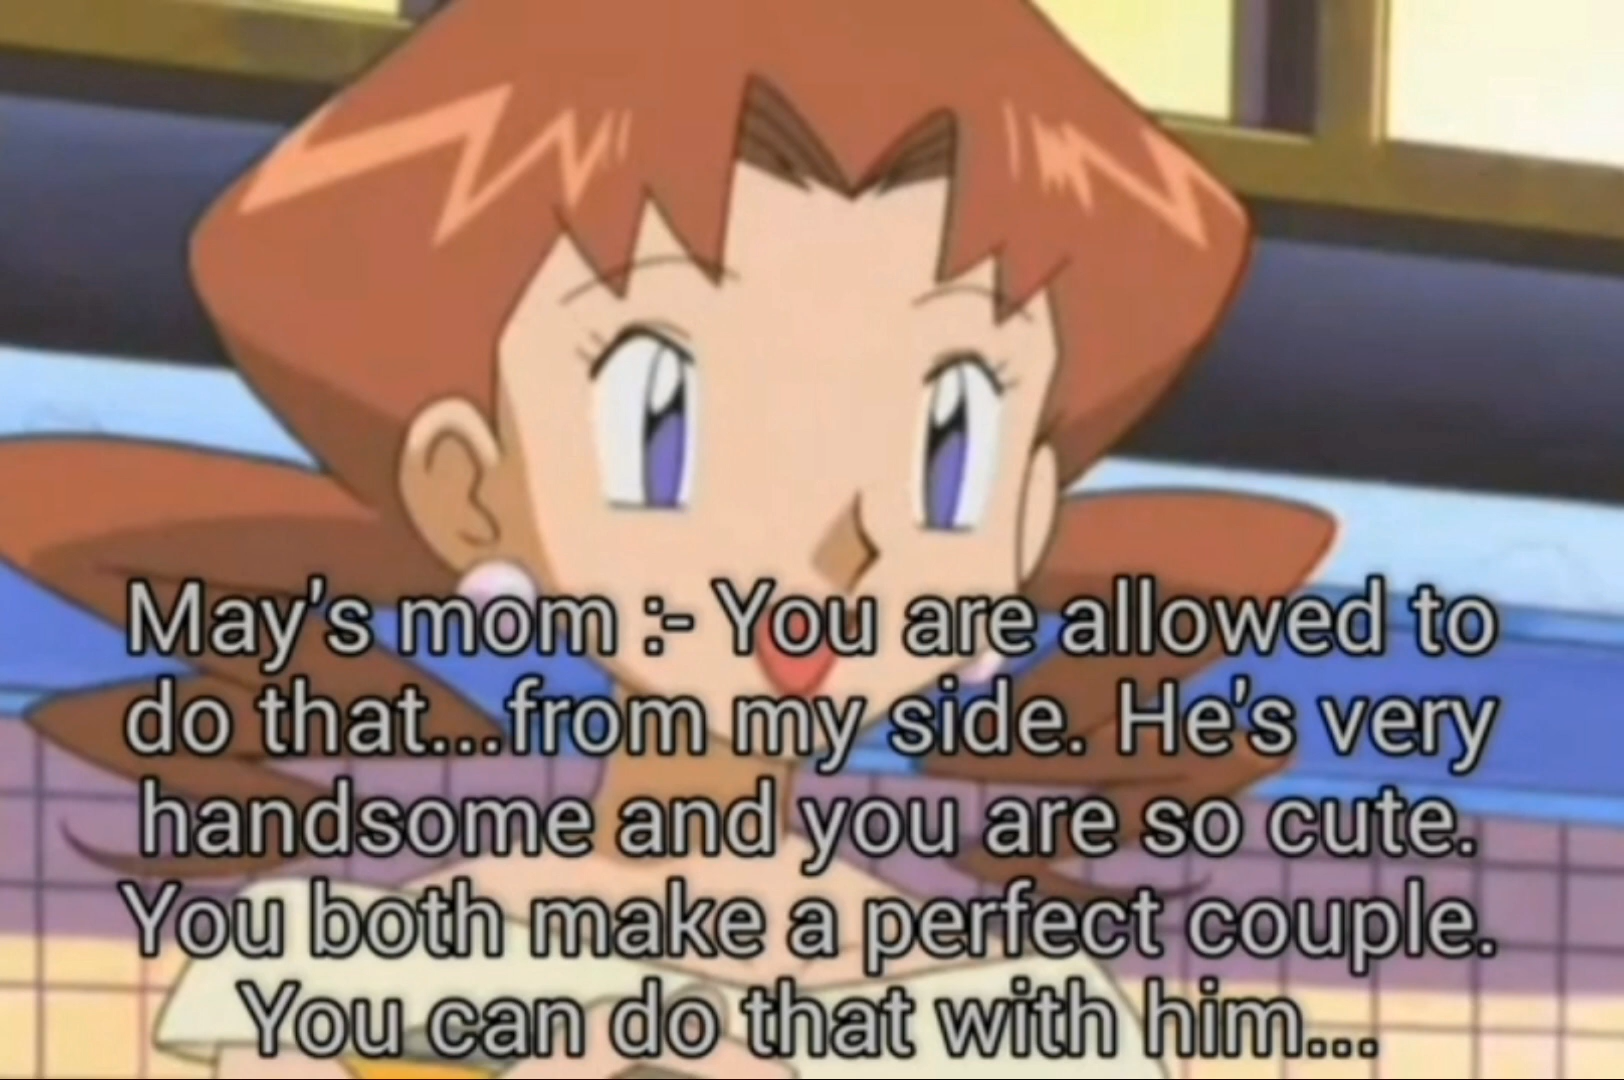 May's mom :- You are allowed to
do that...from my side. He's very
handsome and you are so cute.
You both make a perfect couple.
You can do that with him...